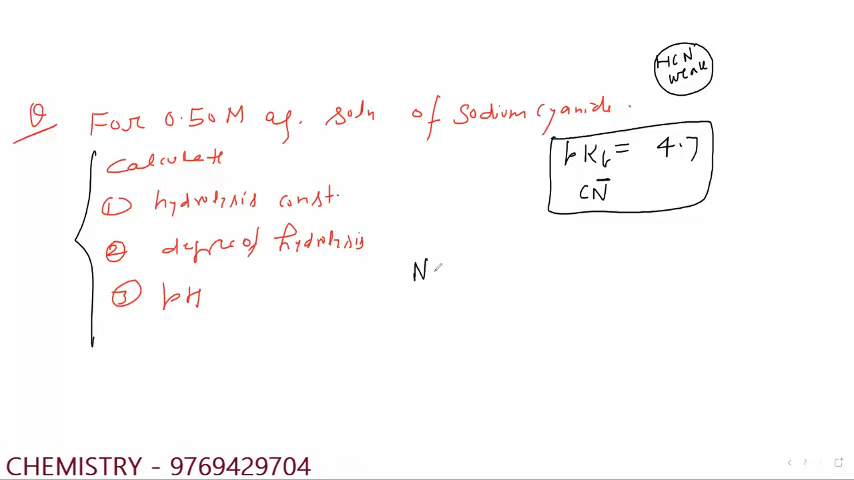 HCN
weak
Q For 0.50M aq. soln of Sodium cyanide.
pKb = 4.7
CN-
Calculate
① hydrolysis const.
② degree of hydrolysis
③ pH
N
CHEMISTRY - 9769429704